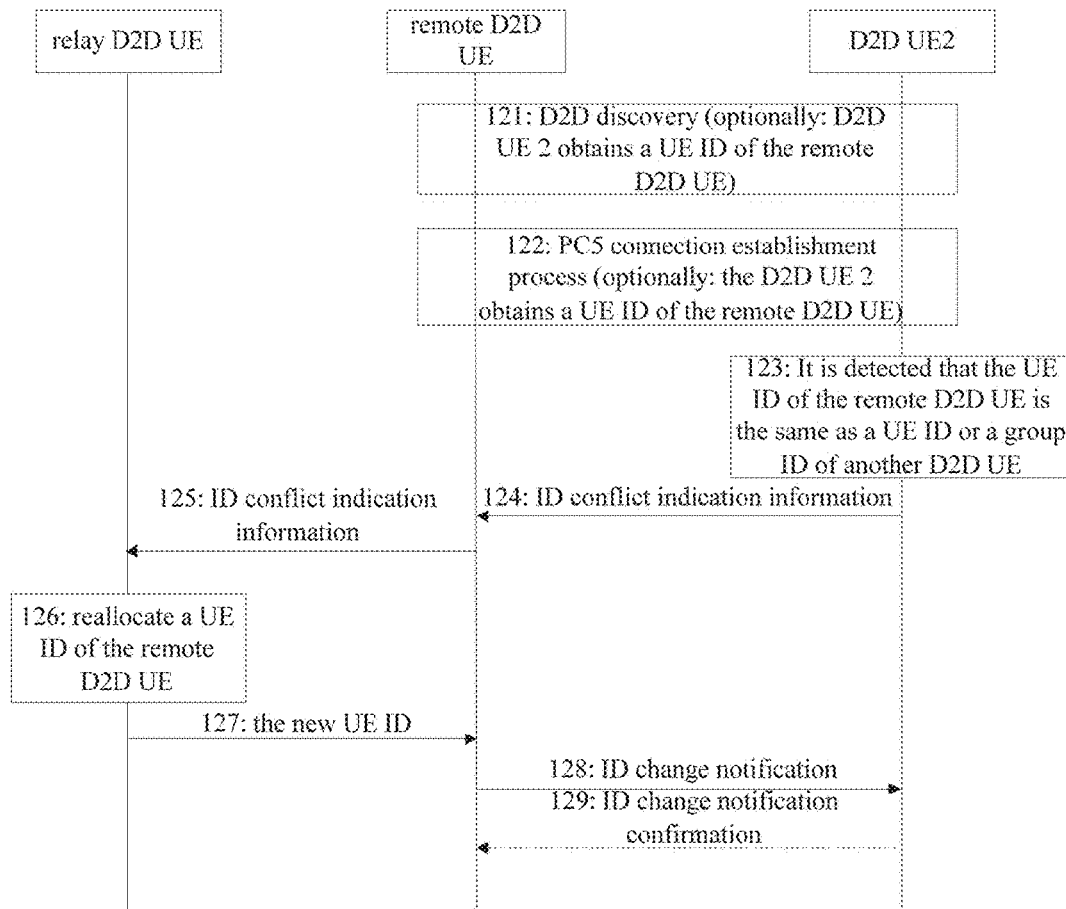 relay D2D UE
remote D2D
UE
D2D UE2
121: D2D discovery (optionally: D2D
UE 2 obtains a UE ID of the remote
D2D UE)
122: PC5 connection establishment
process (optionally: the D2D UE 2
obtains a UE ID of the remote D2D UE)
123: It is detected that the UE
ID of the remote D2D UE is
the same as a UE ID or a group
ID of another D2D UE
124: ID conflict indication information
125: ID conflict indication
information
126: reallocate a UE
ID of the remote
D2D UE
127: the new UE ID
128: ID change notification
129: ID change notification
confirmation